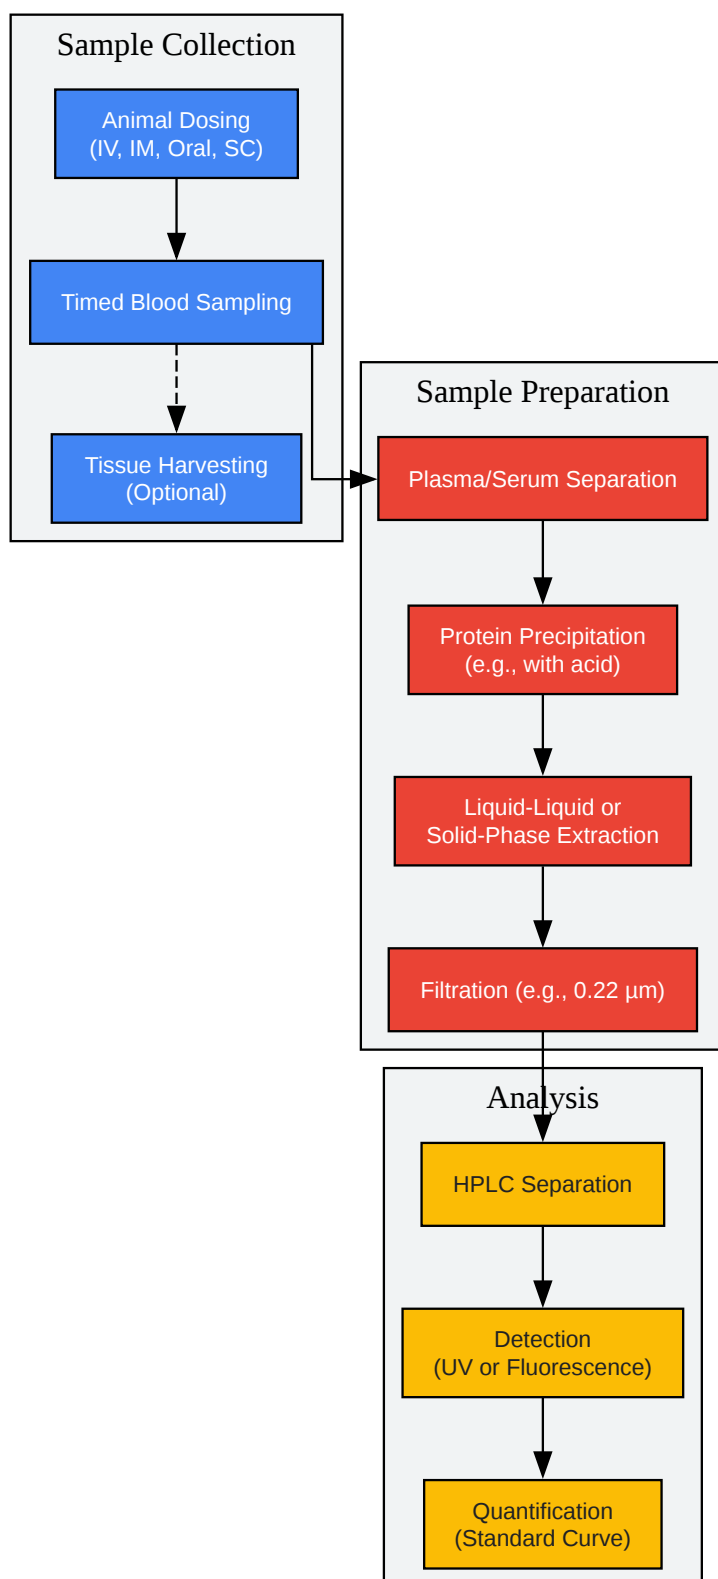 Sample Collection
Animal Dosing
(IV, IM, Oral, SC)
Timed Blood Sampling
Tissue Harvesting
(Optional)
Sample Preparation
Plasma/Serum Separation
Protein Precipitation
(e.g., with acid)
Liquid-Liquid or
Solid-Phase Extraction
Filtration (e.g., 0.22 µm)
Analysis
HPLC Separation
Detection
(UV or Fluorescence)
Quantification
(Standard Curve)